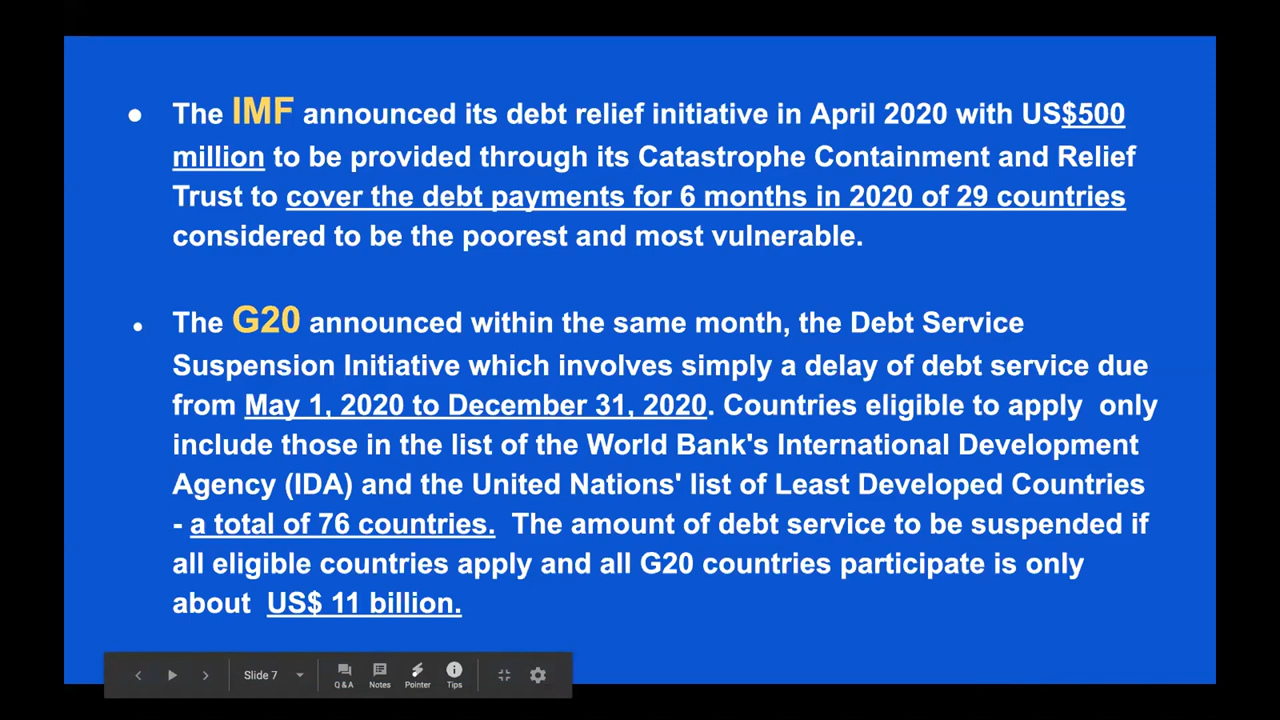 ● The IMF announced its debt relief initiative in April 2020 with US$500
million to be provided through its Catastrophe Containment and Relief
Trust to cover the debt payments for 6 months in 2020 of 29 countries
considered to be the poorest and most vulnerable.
● The G20 announced within the same month, the Debt Service
Suspension Initiative which involves simply a delay of debt service due
from May 1, 2020 to December 31, 2020. Countries eligible to apply  only
include those in the list of the World Bank's International Development
Agency (IDA) and the United Nations' list of Least Developed Countries
- a total of 76 countries.  The amount of debt service to be suspended if
all eligible countries apply and all G20 countries participate is only
about  US$ 11 billion.
Slide 7
Q&A Notes Pointer Tips